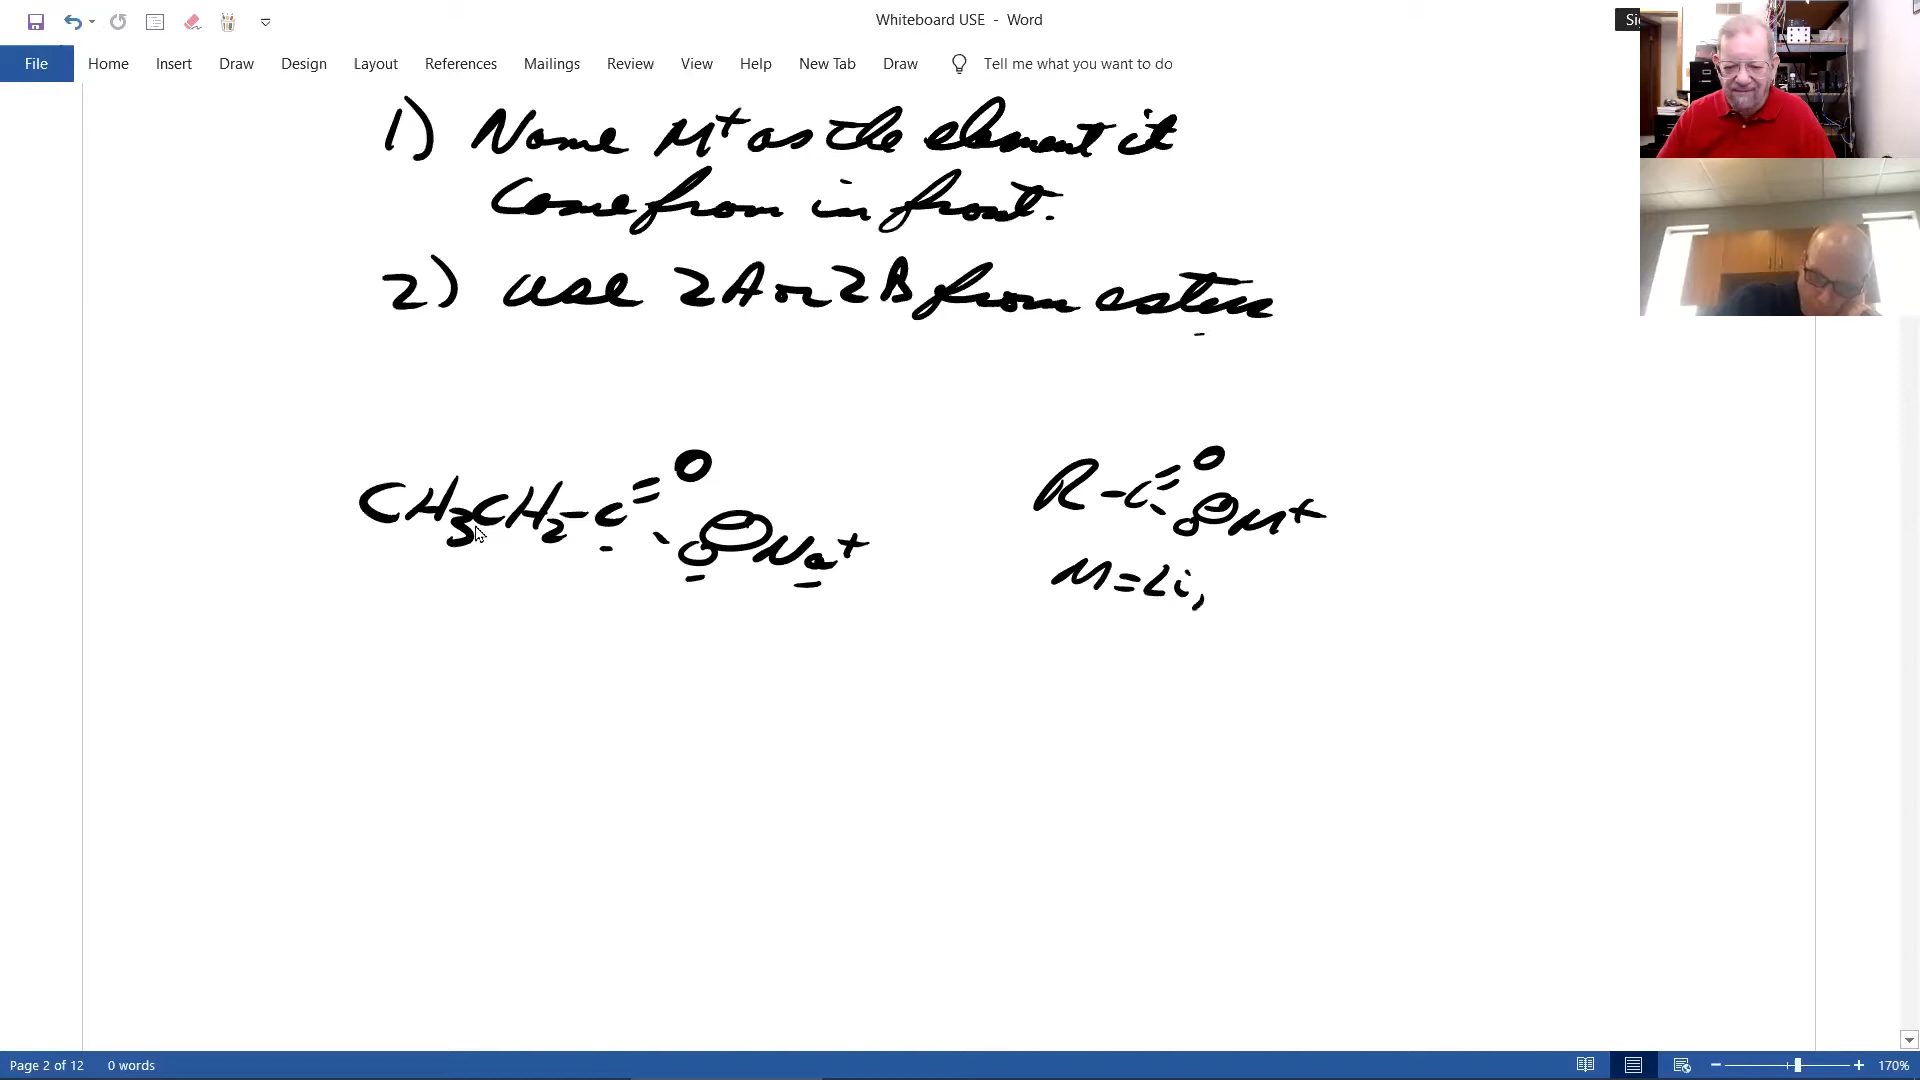 Whiteboard USE - Word
Si
File Home Insert Draw Design Layout References Mailings Review View Help New Tab Draw Tell me what you want to do
1) Name M+ as the element it
Come from in front.
2) use 2A or 2B from esters
CH3CH2-C=O
O⊖Na+
R-C=O
O⊖M+
M=Li,
Page 2 of 12 0 words
170%